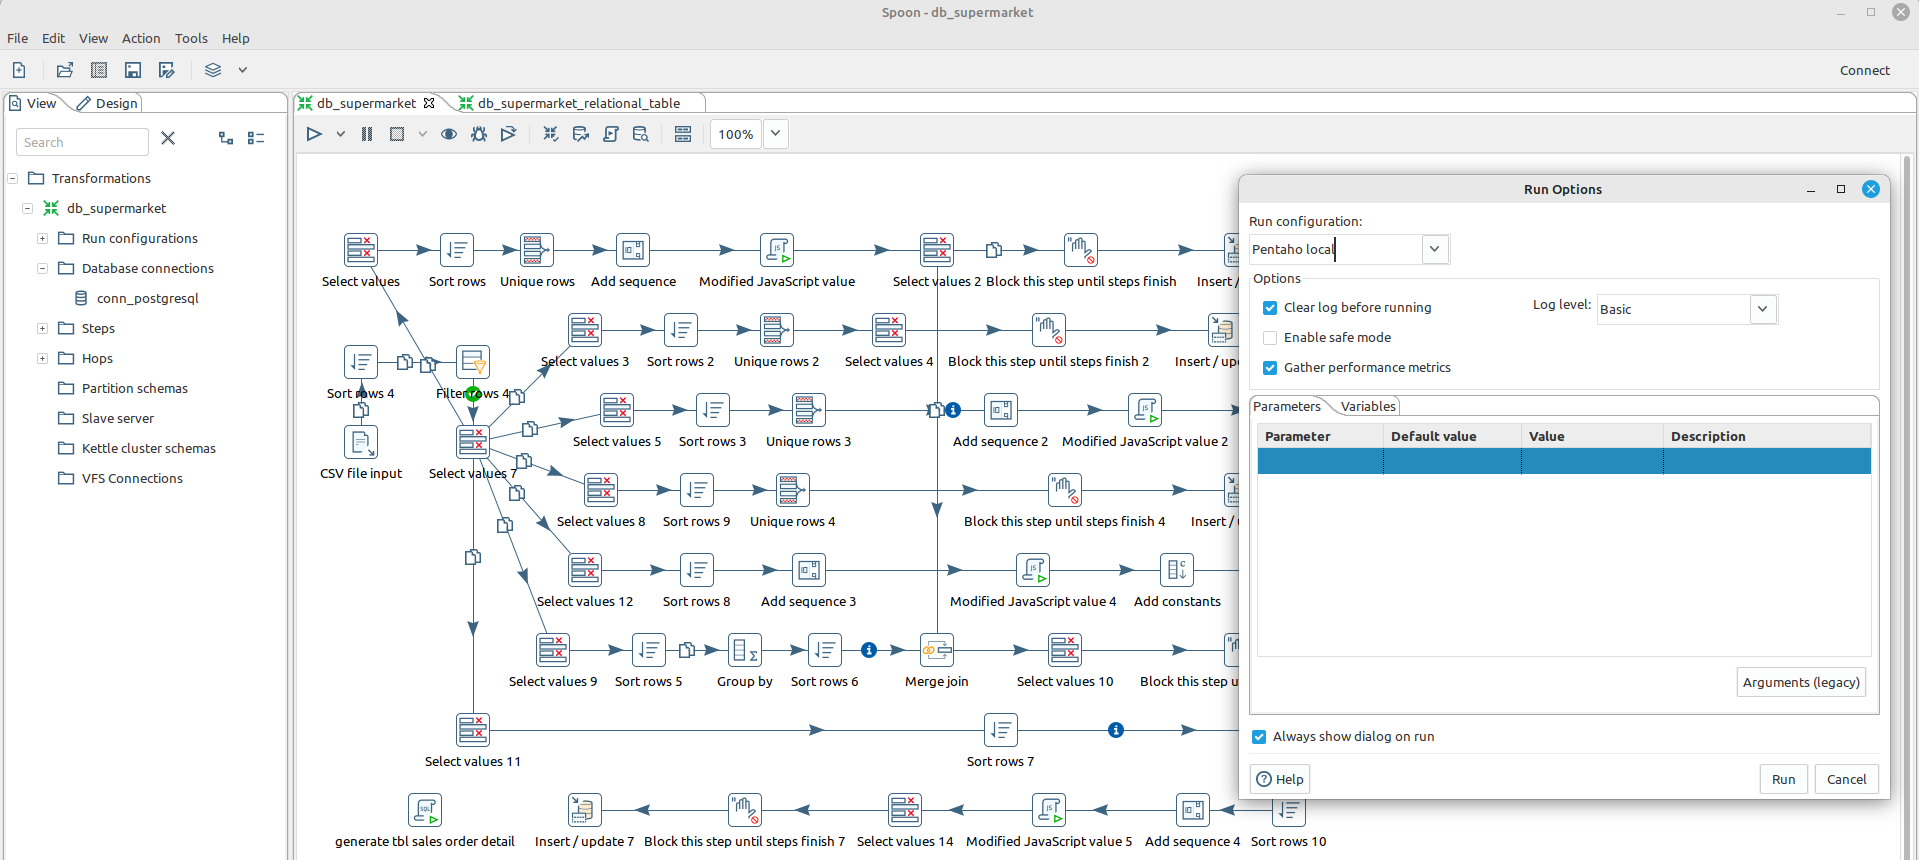 Spoon - db_supermarket
File Edit View Action Tools Help
Connect
View Design
Search
Transformations
db_supermarket
Run configurations
Database connections
conn_postgresql
Steps
Hops
Partition schemas
Slave server
Kettle cluster schemas
VFS Connections
db_supermarket db_supermarket_relational_table
100%
Select values Sort rows Unique rows Add sequence Modified JavaScript value Select values 2 Block this step until steps finish Insert /
Select values 3 Sort rows 2 Unique rows 2 Select values 4 Block this step until steps finish 2 Insert / upd
Sort rows 4 Filter rows 4
Select values 5 Sort rows 3 Unique rows 3 Add sequence 2 Modified JavaScript value 2
CSV file input Select values 7
Select values 8 Sort rows 9 Unique rows 4 Block this step until steps finish 4 Insert / u
Select values 12 Sort rows 8 Add sequence 3 Modified JavaScript value 4 Add constants
Select values 9 Sort rows 5 Group by Sort rows 6 Merge join Select values 10 Block this step u
Select values 11 Sort rows 7
generate tbl sales order detail Insert / update 7 Block this step until steps finish 7 Select values 14 Modified JavaScript value 5 Add sequence 4 Sort rows 10
Run Options
Run configuration:
Pentaho local
Options
Clear log before running Log level: Basic
Enable safe mode
Gather performance metrics
Parameters Variables
Parameter Default value Value Description
Arguments (legacy)
Always show dialog on run
Help Run Cancel